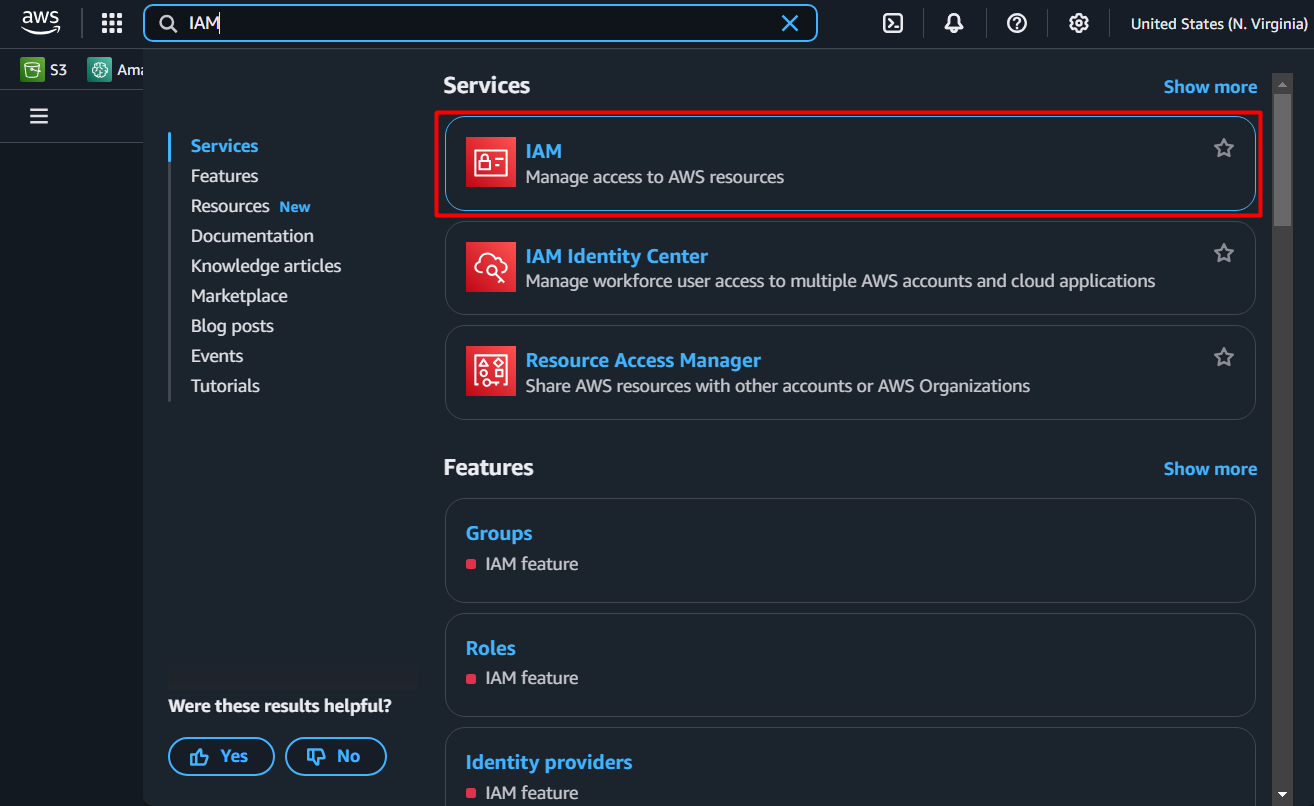 aws
IAM
United States (N. Virginia)
S3
Ama
Services
Features
Resources New
Documentation
Knowledge articles
Marketplace
Blog posts
Events
Tutorials
Were these results helpful?
Yes
No
Services
Show more
IAM
Manage access to AWS resources
IAM Identity Center
Manage workforce user access to multiple AWS accounts and cloud applications
Resource Access Manager
Share AWS resources with other accounts or AWS Organizations
Features
Show more
Groups
IAM feature
Roles
IAM feature
Identity providers
IAM feature